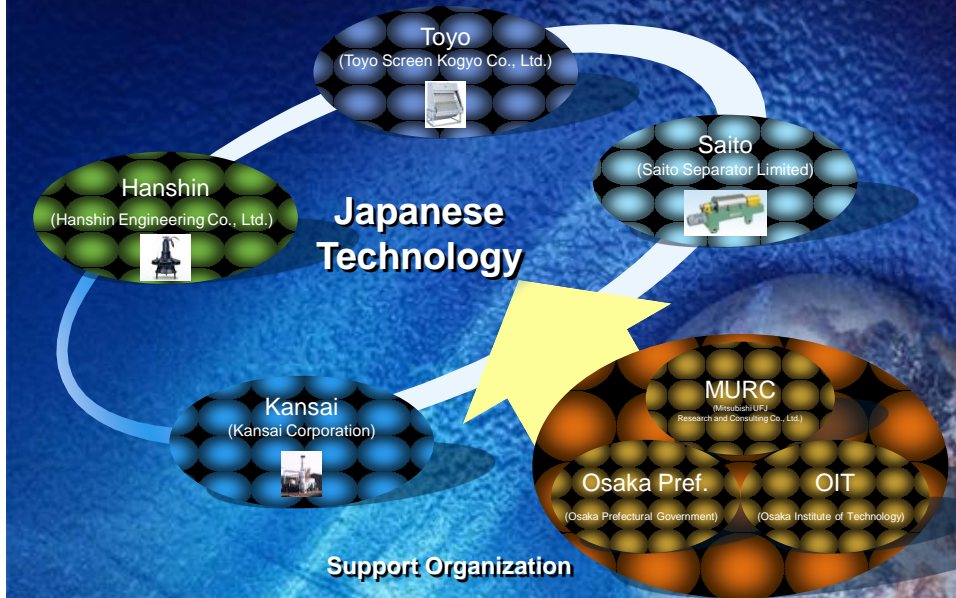 Toyo
(Toyo Screen Kogyo Co., Ltd.)
Saito
(Saito Separator Limited)
Hanshin
(Hanshin Engineering Co., Ltd.)
Japanese
Technology
Kansai
(Kansai Corporation)
MURC
(Mitsubishi UFJ
Research and Consulting Co., Ltd.)
Osaka Pref.
(Osaka Prefectural Government)
OIT
(Osaka Institute of Technology)
Support Organization